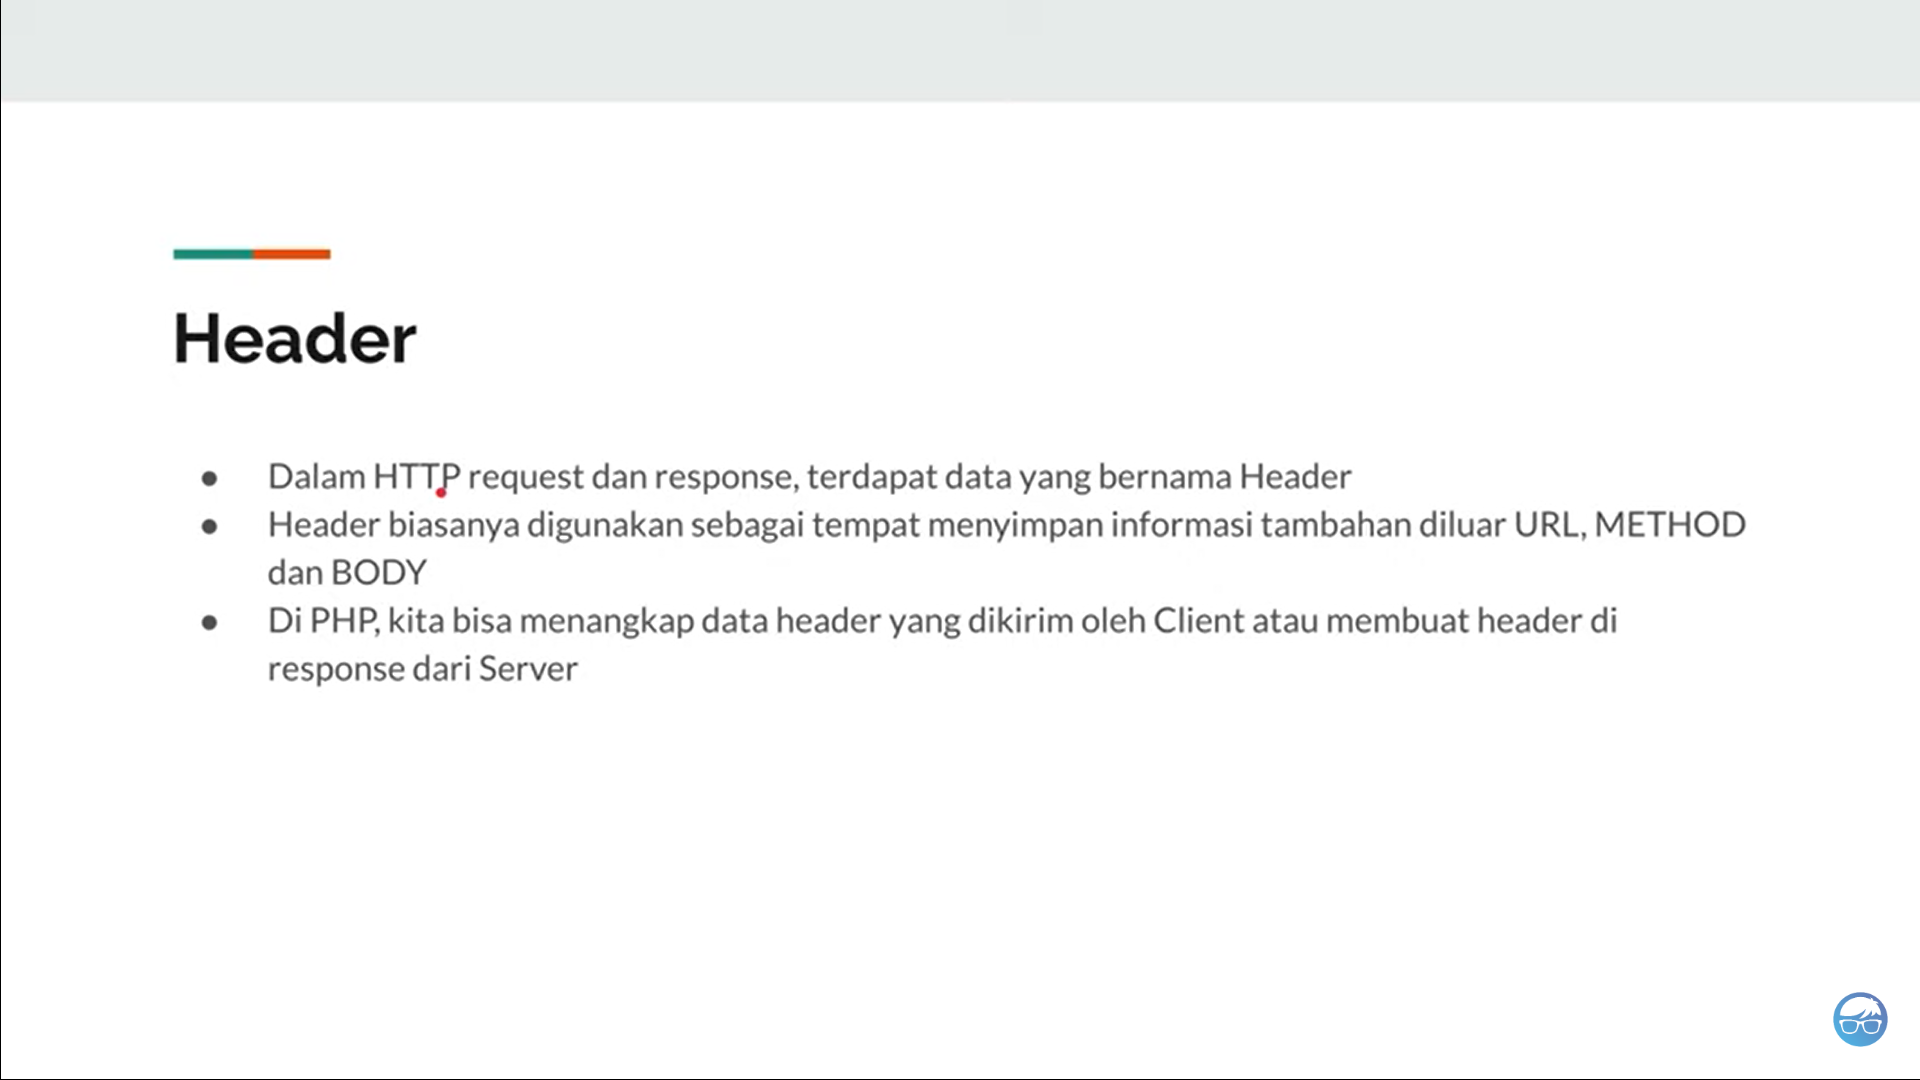 Header
● Dalam HTTP request dan response, terdapat data yang bernama Header
● Header biasanya digunakan sebagai tempat menyimpan informasi tambahan diluar URL, METHOD
dan BODY
● Di PHP, kita bisa menangkap data header yang dikirim oleh Client atau membuat header di
response dari Server